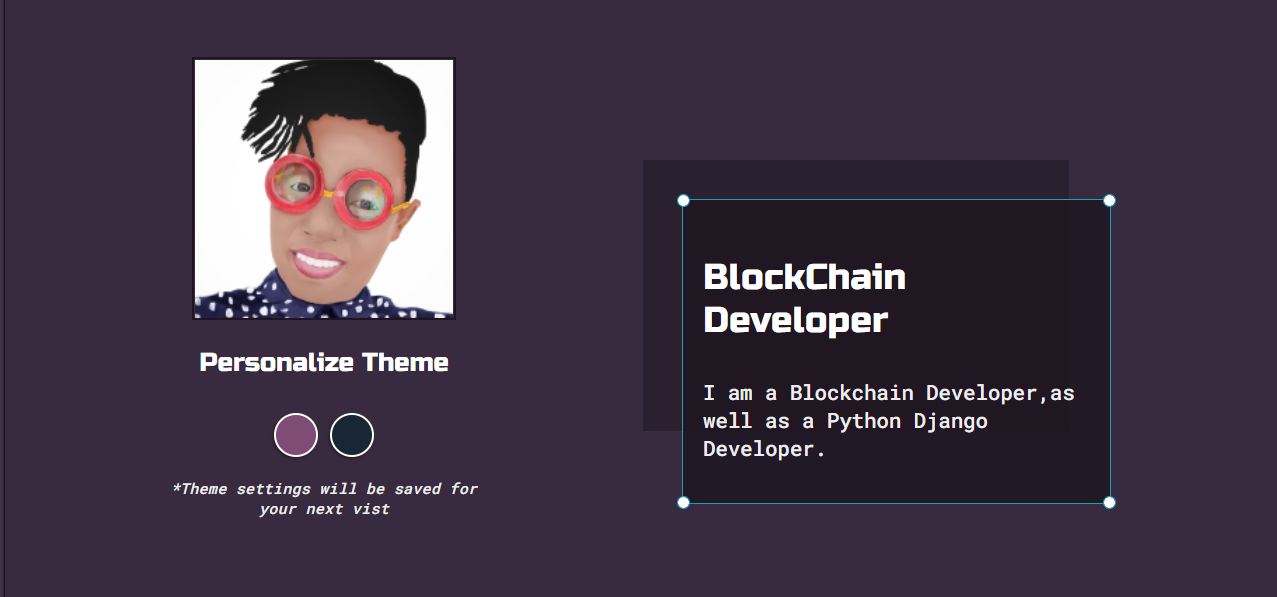 Personalize Theme
*Theme settings will be saved for
your next vist
BlockChain
Developer
I am a Blockchain Developer,as
well as a Python Django
Developer.